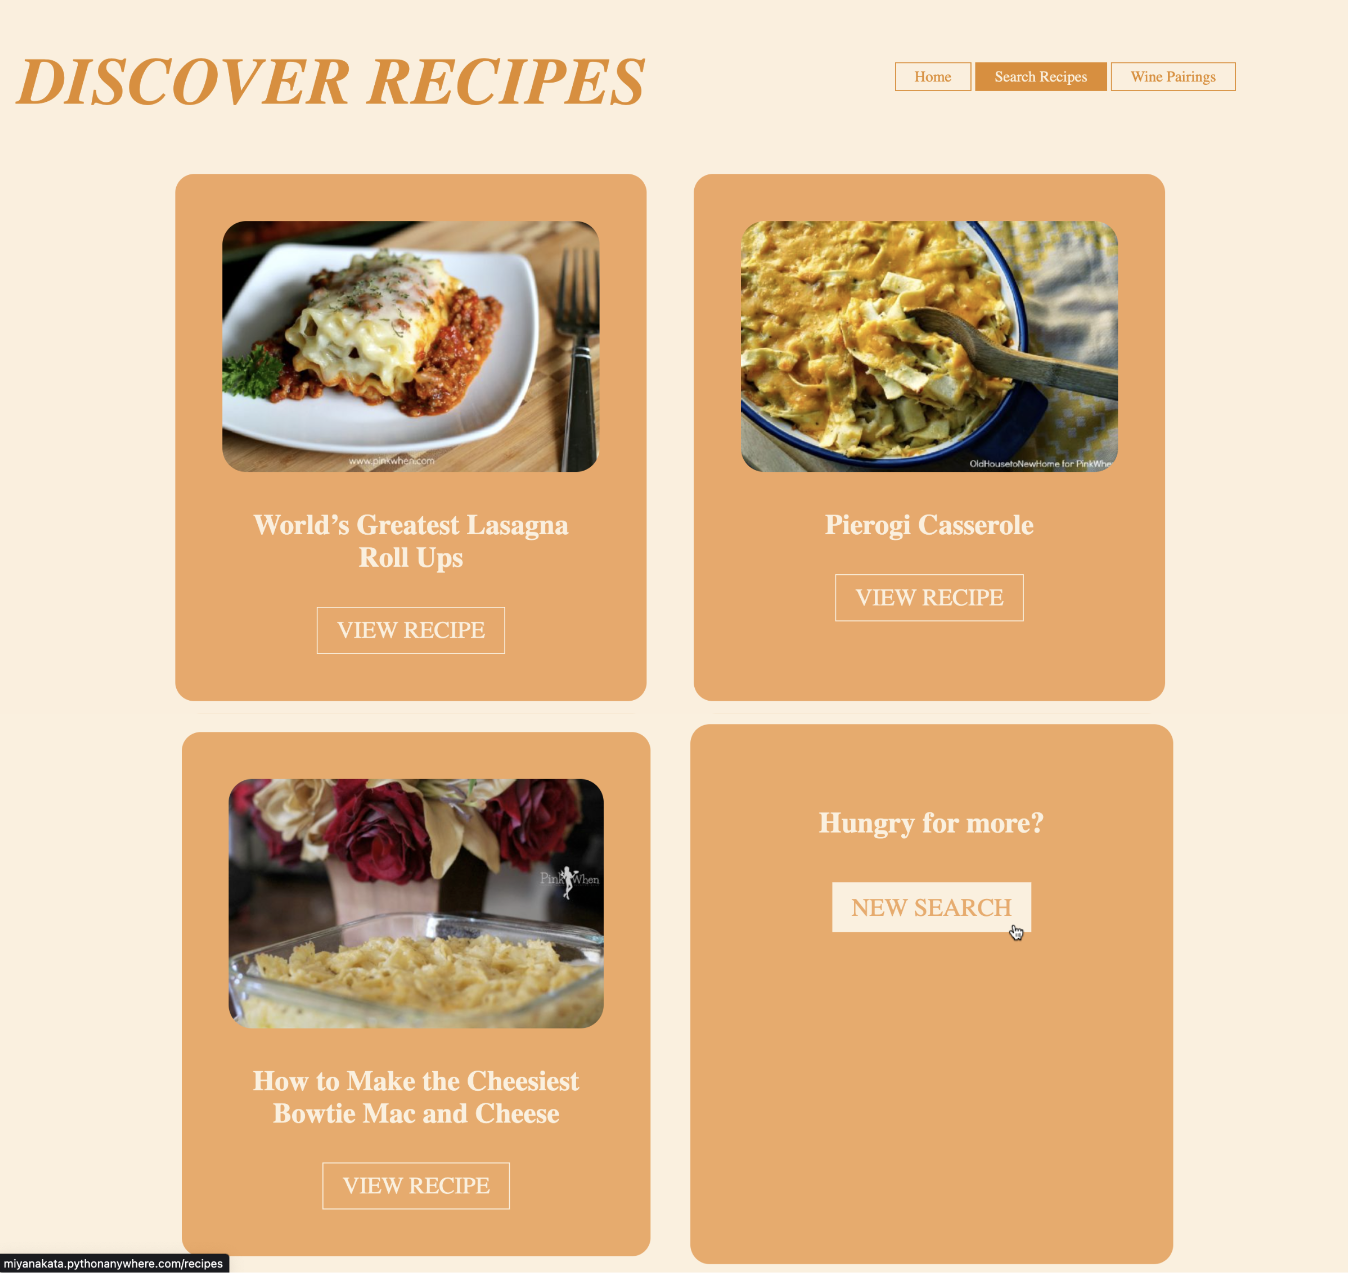 DISCOVER RECIPES
Home
Search Recipes
Wine Pairings
www.pinkwhen.com
OldHousetoNewHome for PinkWhe
World’s Greatest Lasagna
Roll Ups
VIEW RECIPE
Pierogi Casserole
VIEW RECIPE
Pink When
How to Make the Cheesiest
Bowtie Mac and Cheese
VIEW RECIPE
Hungry for more?
NEW SEARCH
miyanakata.pythonanywhere.com/recipes